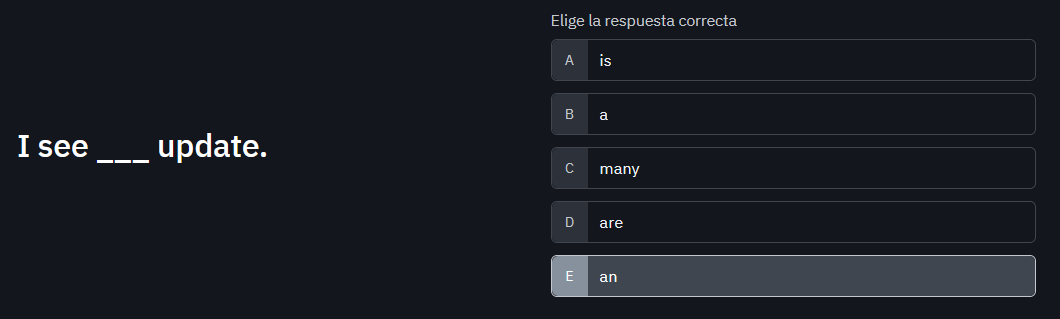 Elige la respuesta correcta
I see ___ update.
A is
B a
C many
D are
E an